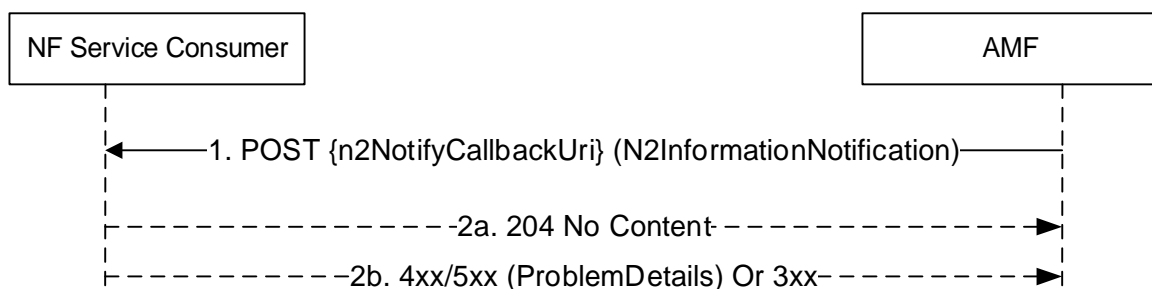 NF Service Consumer
AMF
1. POST {n2NotifyCallbackUri} (N2InformationNotification)
2a. 204 No Content
2b. 4xx/5xx (ProblemDetails) Or 3xx